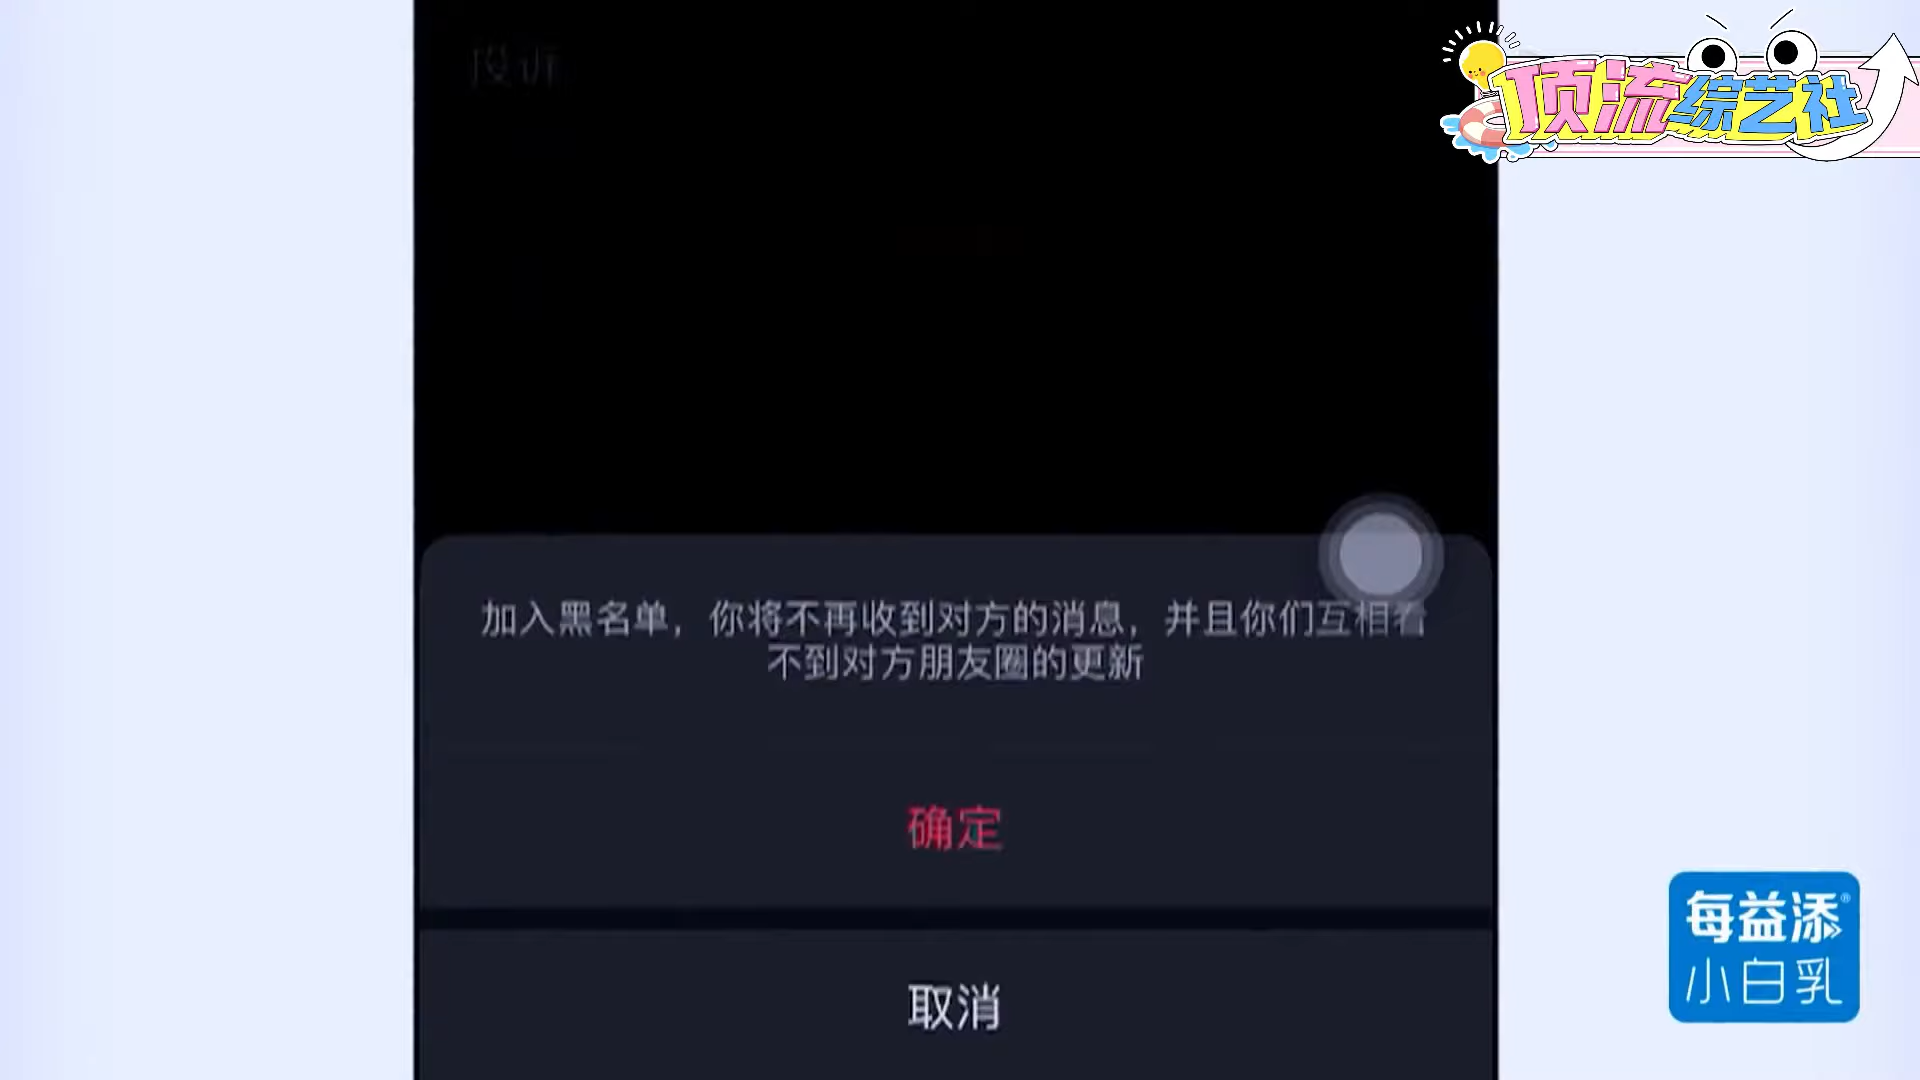 投诉
顶流综艺社
加入黑名单，你将不再收到对方的消息，并且你们互相看
不到对方朋友圈的更新
确定
取消
每益添®
小白乳